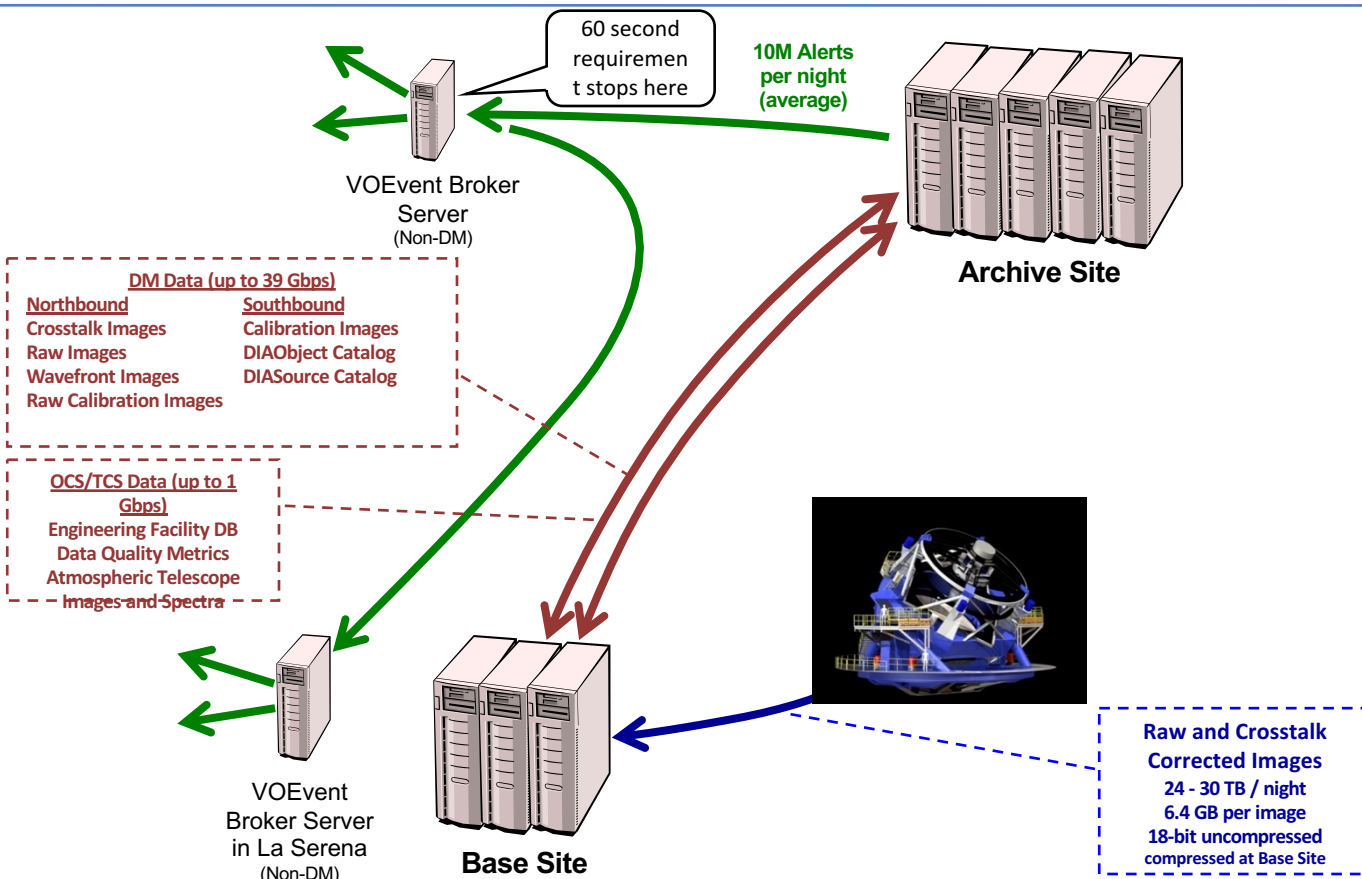 60 second
requiremen
t stops here
10M Alerts
per night
(average)
VOEvent Broker
Server
(Non-DM)
Archive Site
DM Data (up to 39 Gbps)
Northbound
Crosstalk Images
Raw Images
Wavefront Images
Raw Calibration Images
Southbound
Calibration Images
DIAObject Catalog
DIASource Catalog
OCS/TCS Data (up to 1
Gbps)
Engineering Facility DB
Data Quality Metrics
Atmospheric Telescope
Images and Spectra
VOEvent
Broker Server
in La Serena
(Non-DM)
Base Site
Raw and Crosstalk
Corrected Images
24 - 30 TB / night
6.4 GB per image
18-bit uncompressed
compressed at Base Site